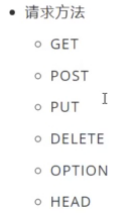 请求方法
GET
POST
PUT
DELETE
OPTION
HEAD